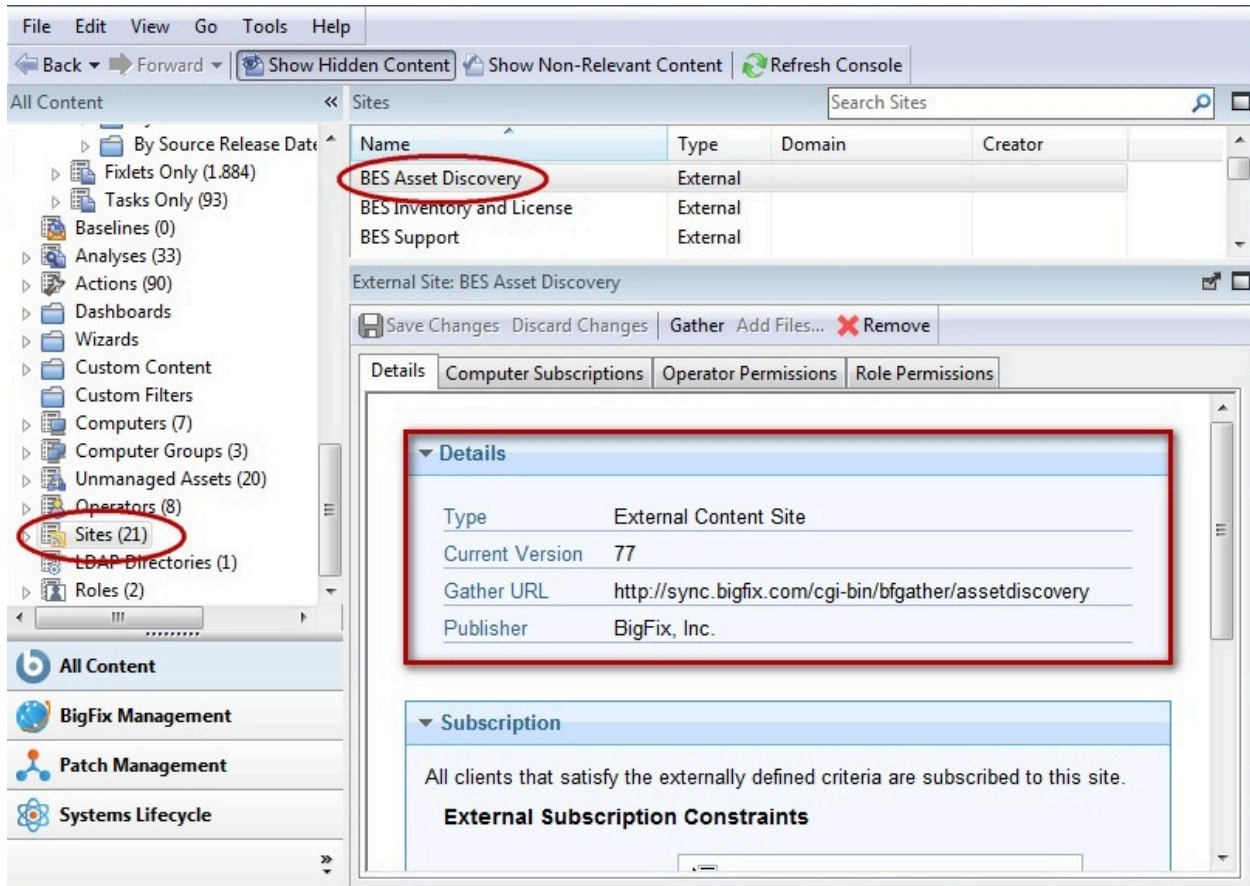 File Edit View Go Tools Help
Back Forward Show Hidden Content Show Non-Relevant Content Refresh Console
All Content «
By Source Release Date
Fixlets Only (1.884)
Tasks Only (93)
Baselines (0)
Analyses (33)
Actions (90)
Dashboards
Wizards
Custom Content
Custom Filters
Computers (7)
Computer Groups (3)
Unmanaged Assets (20)
Operators (8)
Sites (21)
LDAP Directories (1)
Roles (2)
All Content
BigFix Management
Patch Management
Systems Lifecycle
»
Sites Search Sites
Name Type Domain Creator
BES Asset Discovery External
BES Inventory and License External
BES Support External
External Site: BES Asset Discovery
Save Changes Discard Changes Gather Add Files... Remove
Details Computer Subscriptions Operator Permissions Role Permissions
Details
Type External Content Site
Current Version 77
Gather URL http://sync.bigfix.com/cgi-bin/bfgather/assetdiscovery
Publisher BigFix, Inc.
Subscription
All clients that satisfy the externally defined criteria are subscribed to this site.
External Subscription Constraints